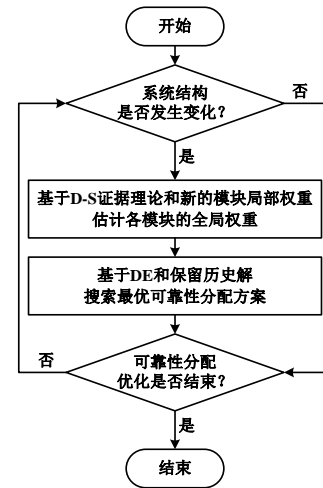 开始
系统结构
是否发生变化？
否
是
基于D-S证据理论和新的模块局部权重
估计各模块的全局权重
基于DE和保留历史解
搜索最优可靠性分配方案
否
可靠性分配
优化是否结束？
是
结束